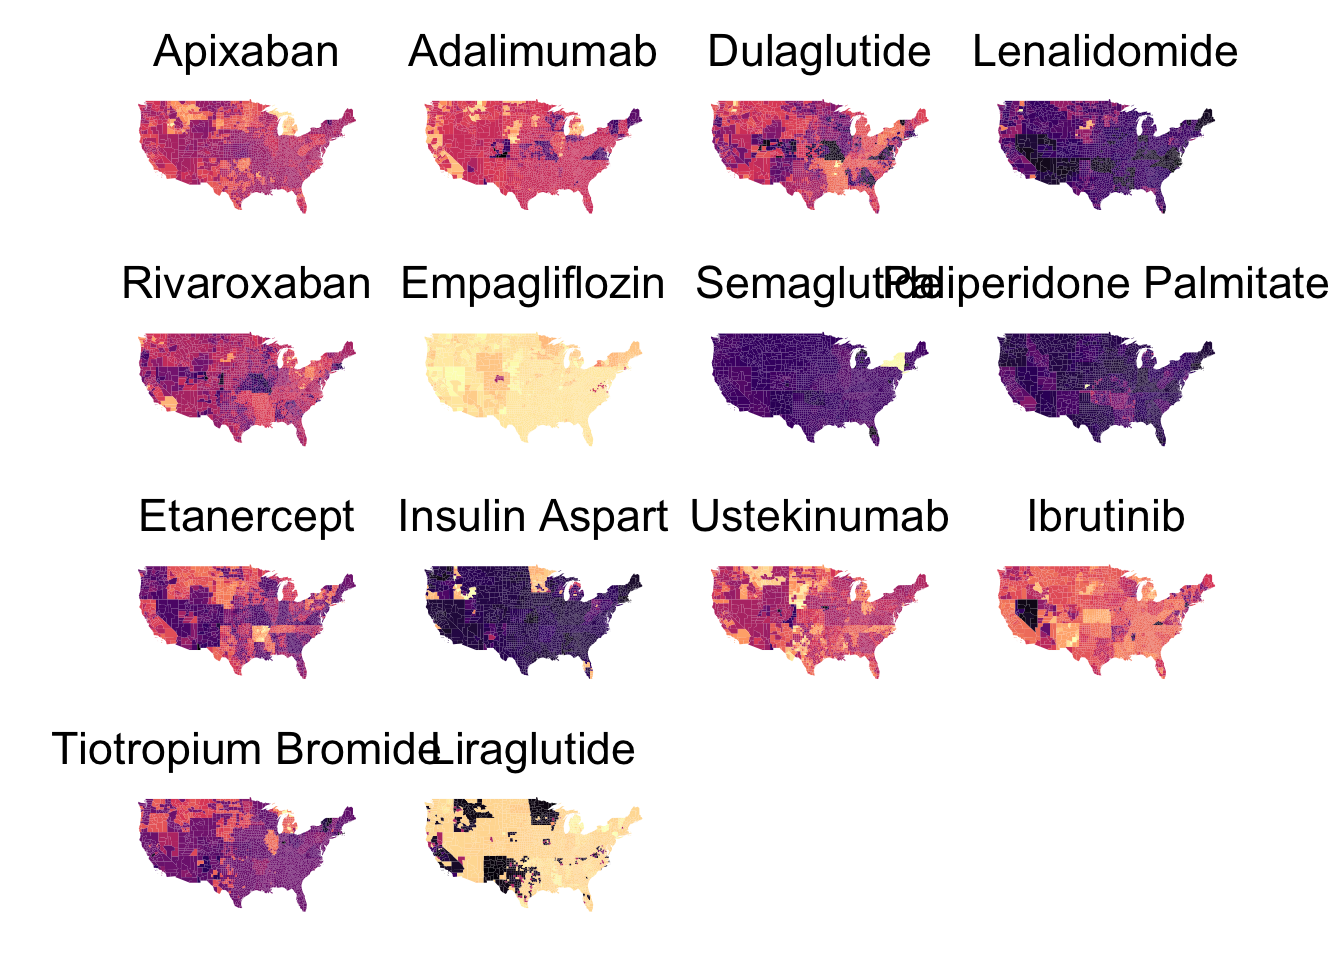 Apixaban
Adalimumab
Dulaglutide
Lenalidomide
Rivaroxaban
Empagliflozin
Semaglutide
Paliperidone Palmitate
Etanercept
Insulin Aspart
Ustekinumab
Ibrutinib
Tiotropium Bromide
Liraglutide